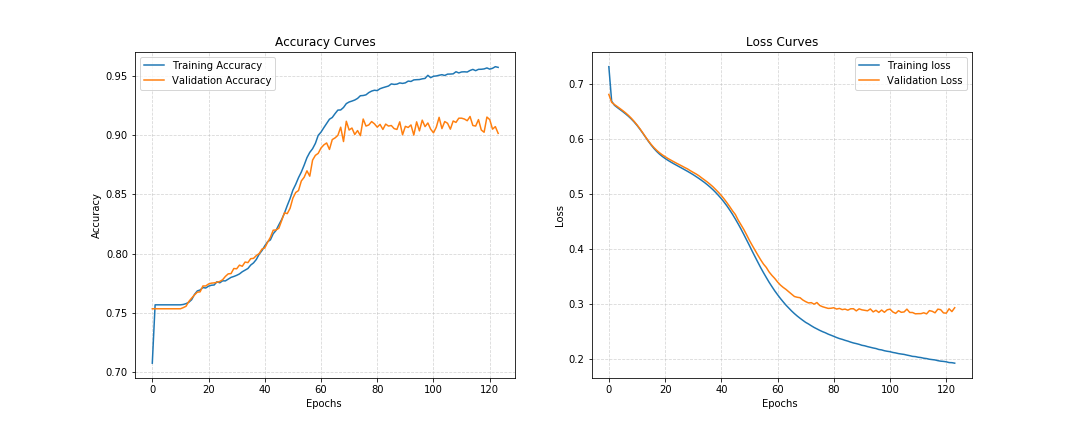 Accuracy Curves
Training Accuracy
Validation Accuracy
0.95
0.90
0.85
0.80
0.75
0.70
Accuracy
0 20 40 60 80 100 120
Epochs
Loss Curves
Training loss
Validation Loss
0.7
0.6
0.5
0.4
0.3
0.2
Loss
0 20 40 60 80 100 120
Epochs